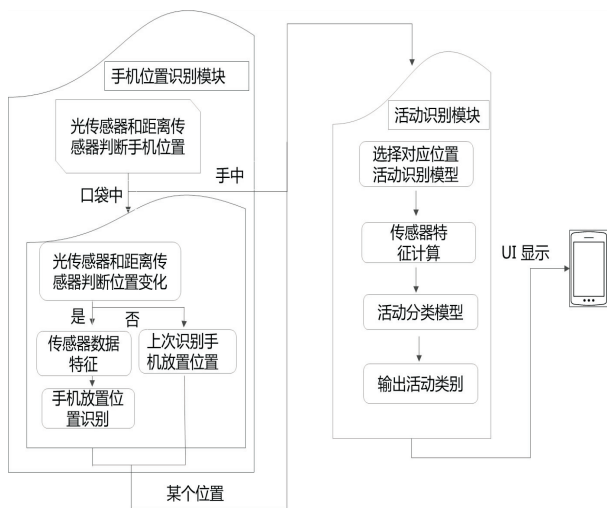 手机位置识别模块
光传感器和距离传
感器判断手机位置
手中
口袋中
光传感器和距离传
感器判断位置变化
是
否
传感器数据
特征
上次识别手
机放置位置
手机放置位
置识别
某个位置
活动识别模块
选择对应位置
活动识别模型
传感器特
征计算
活动分类模型
输出活动类别
UI 显示